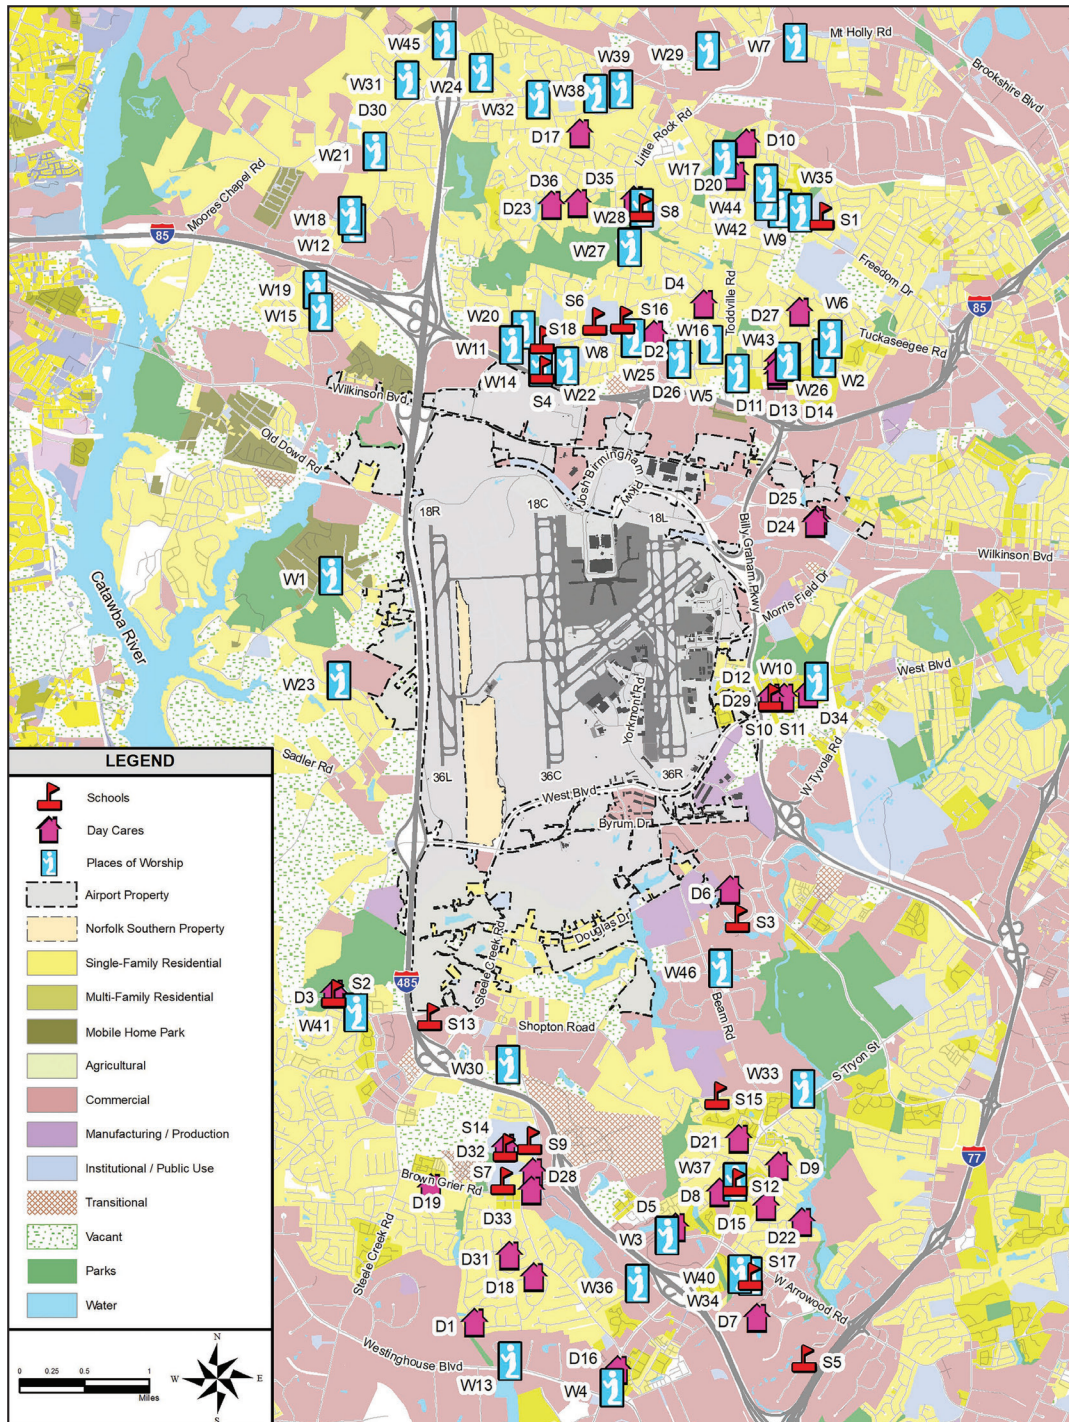 W45
W39
W29
W7
Mt Holly Rd
W31
W24
W38
Brookshire Blvd
D30
W32
Little Rock Rd
D17
D10
W21
W17
Moores Chapel Rd
D36
D35
D20
W35
D23
W28
S8
W44
S1
W18
W42
W9
85
W12
W27
Freedom Dr
W19
D4
Toddville Rd
S6
S16
D27
W6
85
W15
W20
S18
W16
W43
Tuckaseegee Rd
W11
W8
D2
W14
W25
W26
W2
Wilkinson Blvd
S4
W22
D26
W5
D11
D13
D14
Old Dowd Rd
Josh Birmingham Pkwy
D25
18R
18C
18L
D24
Billy Graham Pkwy
Wilkinson Blvd
W1
Morris Field Dr
Catawba River
W10
West Blvd
W23
D12
Yorkmont Rd
D29
S10
S11
D34
W Tyvola Rd
Sadler Rd
36L
36C
36R
West Blvd
Byrum Dr
LEGEND
Schools
Day Cares
Places of Worship
Airport Property
Norfolk Southern Property
Single-Family Residential
Multi-Family Residential
Mobile Home Park
Agricultural
Commercial
Manufacturing / Production
Institutional / Public Use
Transitional
Vacant
Parks
Water
0 0.25 0.5 1
Miles
N
W E
S
D6
S3
Douglas Dr
Steele Creek Rd
W46
485
D3
S2
Beam Rd
W41
S13
Shopton Road
S Tryon St
W30
W33
S15
S14
S9
D21
D32
77
S7
D28
W37
D9
Brown Grier Rd
S12
D19
D8
D33
D5
D15
D22
Steele Creek Rd
W3
D31
S17
D18
W36
W40
W34
W Arrowood Rd
D1
D7
Westinghouse Blvd
D16
S5
W13
W4